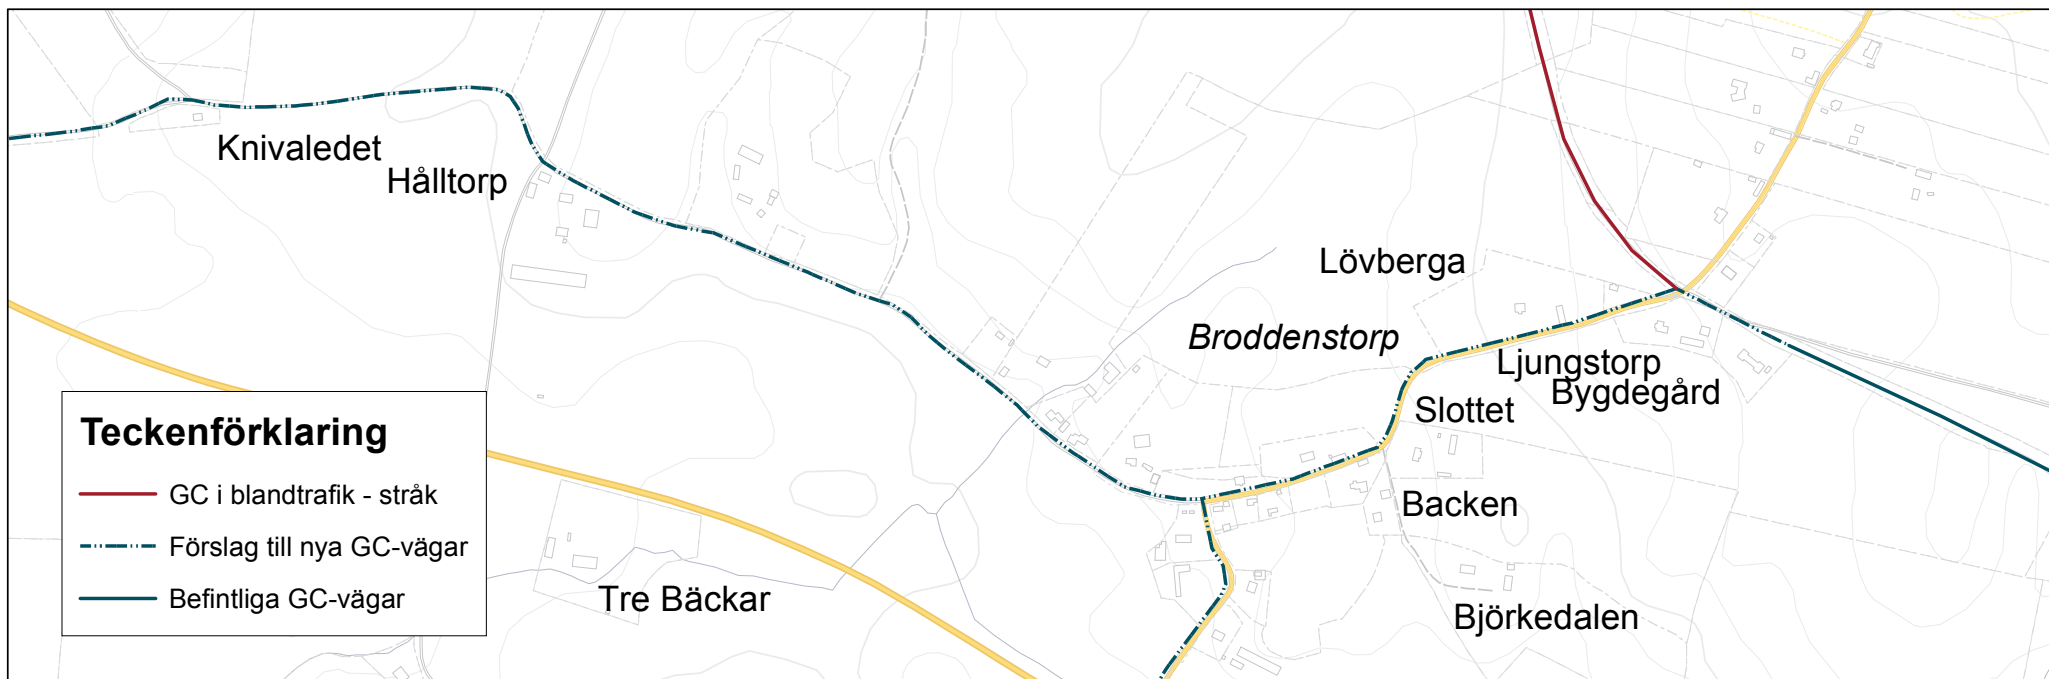 Knivaledet
Hålltorp
Lövberga
Broddenstorp
Ljungstorp
Bygdegård
Slottet
Backen
Björkedalen
Tre Bäckar
Teckenförklaring
GC i blandtrafik - stråk
Förslag till nya GC-vägar
Befintliga GC-vägar